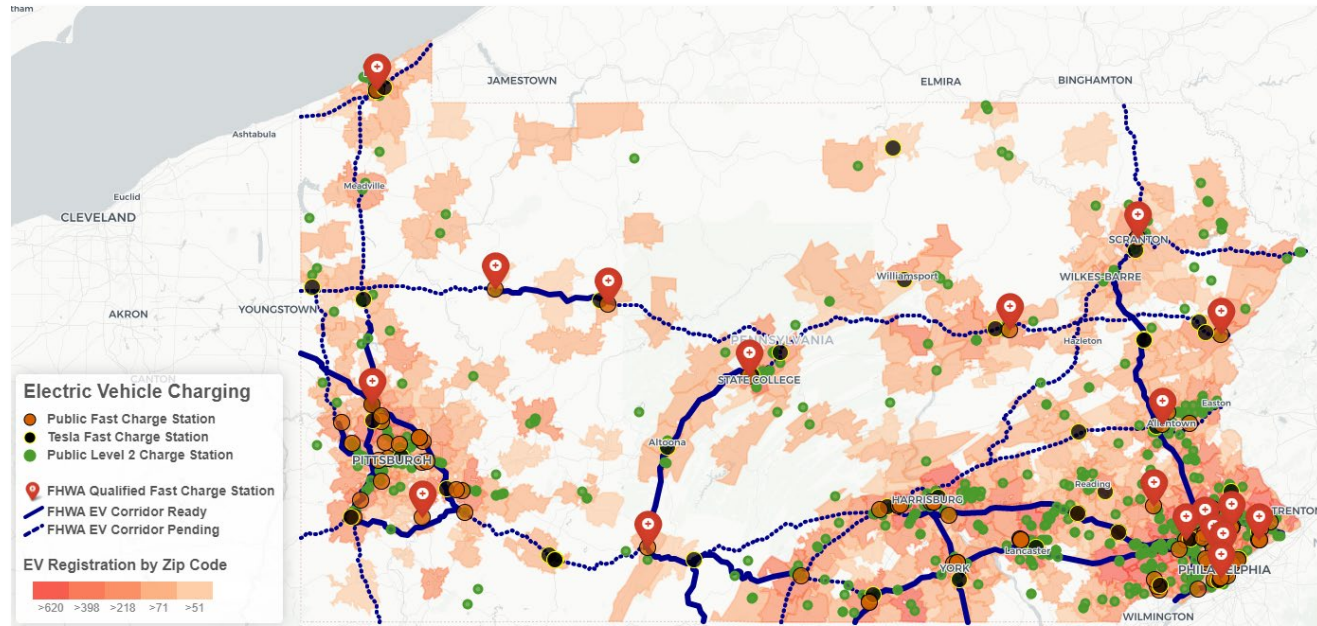 tham
JAMESTOWN
ELMIRA
BINGHAMTON
Ashtabula
Meadville
Euclid
CLEVELAND
SCRANTON
Williamsport
WILKES-BARRE
YOUNGSTOWN
AKRON
PENNSYLVANIA
Hazleton
CANTON
STATE COLLEGE
Easton
Allentown
Altoona
PITTSBURGH
Reading
HARRISBURG
TRENTON
Lancaster
YORK
PHILADELPHIA
WILMINGTON
Electric Vehicle Charging
Public Fast Charge Station
Tesla Fast Charge Station
Public Level 2 Charge Station
FHWA Qualified Fast Charge Station
FHWA EV Corridor Ready
FHWA EV Corridor Pending
EV Registration by Zip Code
>620 >398 >218 >71 >51